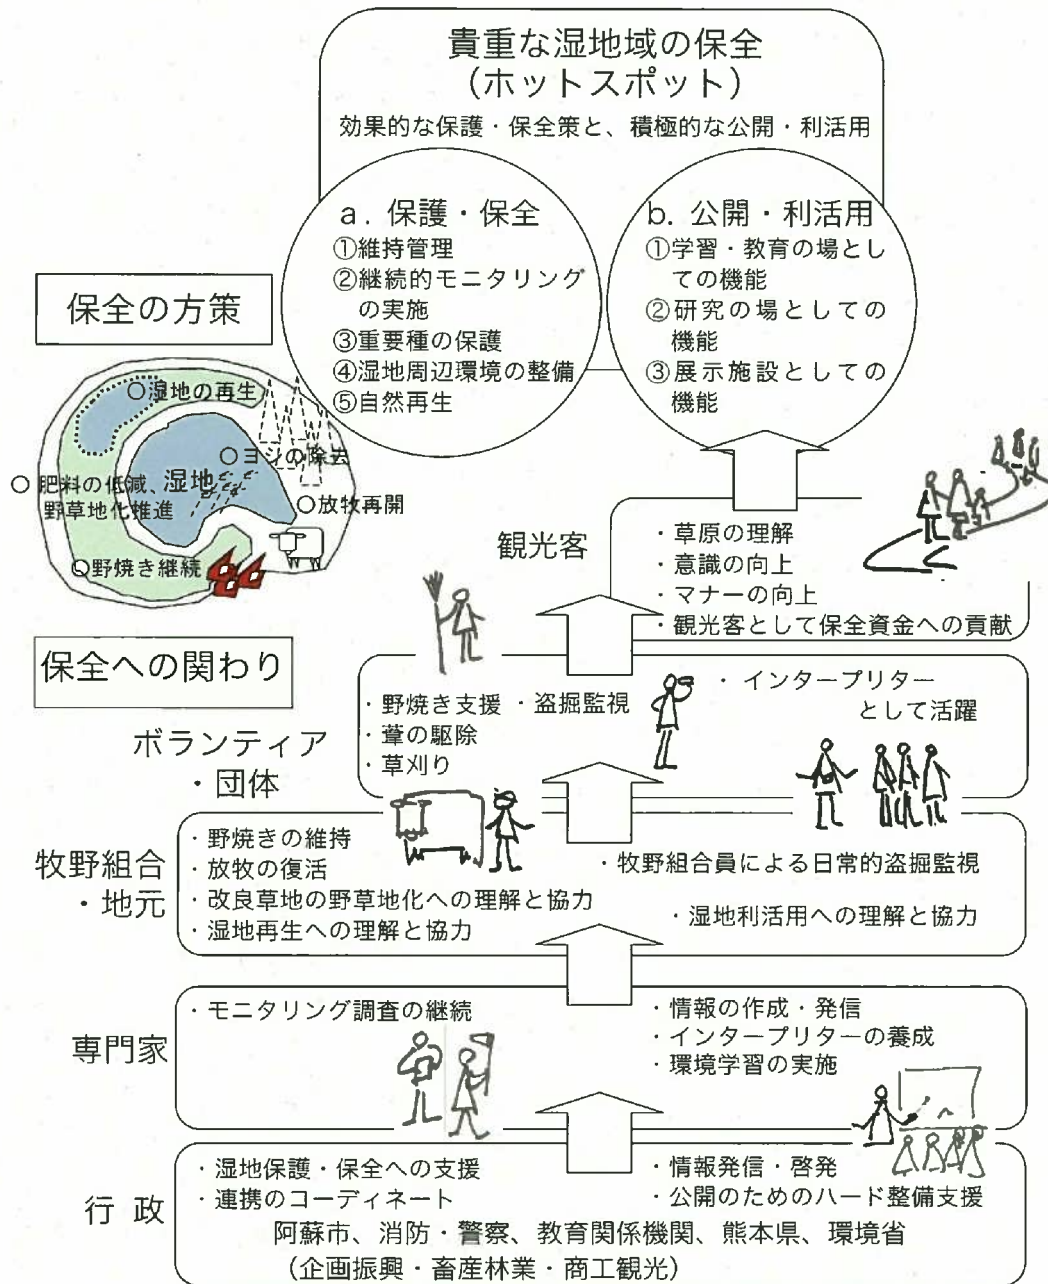 貴重な湿地域の保全
（ホットスポット）
効果的な保護・保全策と、積極的な公開・利活用
a. 保護・保全
①維持管理
②継続的モニタリング
の実施
③重要種の保護
④湿地周辺環境の整備
⑤自然再生
b. 公開・利活用
①学習・教育の場とし
ての機能
②研究の場としての
機能
③展示施設としての
機能
保全の方策
○湿地の再生
○ヨシの除去
○肥料の低減、
野草地化推進
湿地
○放牧再開
○野焼き継続
観光客
・草原の理解
・意識の向上
・マナーの向上
・観光客として保全資金への貢献
保全への関わり
ボランティア
・団体
・野焼き支援 ・盗掘監視
・葦の駆除
・草刈り
・インタープリター
として活躍
牧野組合
・地元
・野焼きの維持
・放牧の復活
・改良草地の野草地化への理解と協力
・湿地再生への理解と協力
・牧野組合員による日常的盗掘監視
・湿地利活用への理解と協力
専門家
・モニタリング調査の継続
・情報の作成・発信
・インタープリターの養成
・環境学習の実施
行 政
・湿地保護・保全への支援
・連携のコーディネート
・情報発信・啓発
・公開のためのハード整備支援
阿蘇市、消防・警察、教育関係機関、熊本県、環境省
（企画振興・畜産林業・商工観光）